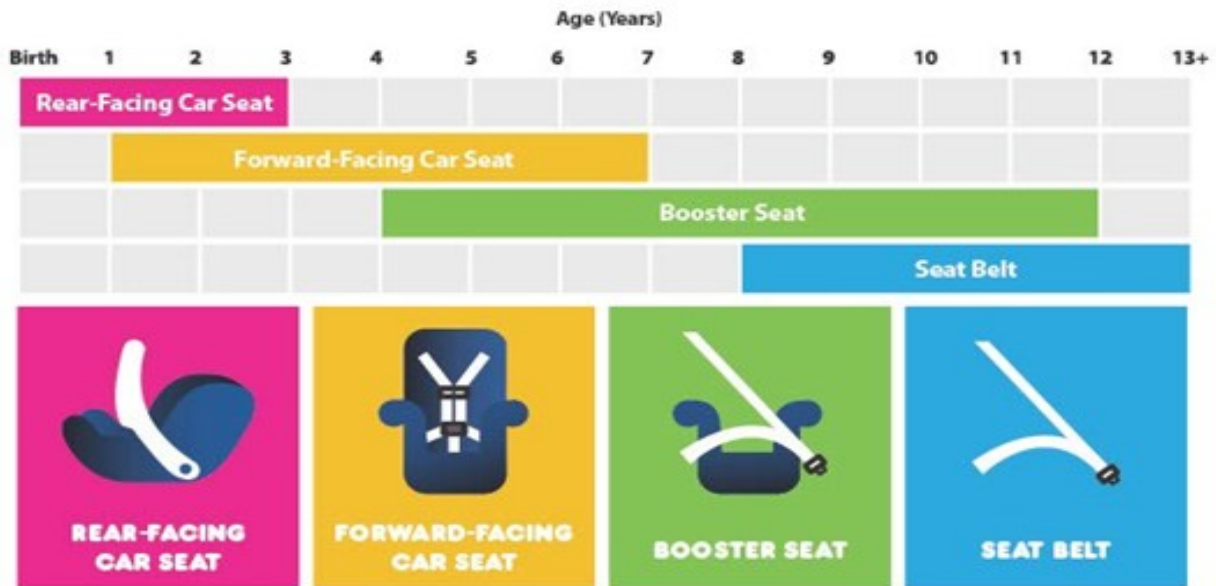 Age (Years)
Birth 1 2 3 4 5 6 7 8 9 10 11 12 13+
Rear-Facing Car Seat
Forward-Facing Car Seat
Booster Seat
Seat Belt
REAR-FACING
CAR SEAT
FORWARD-FACING
CAR SEAT
BOOSTER SEAT
SEAT BELT